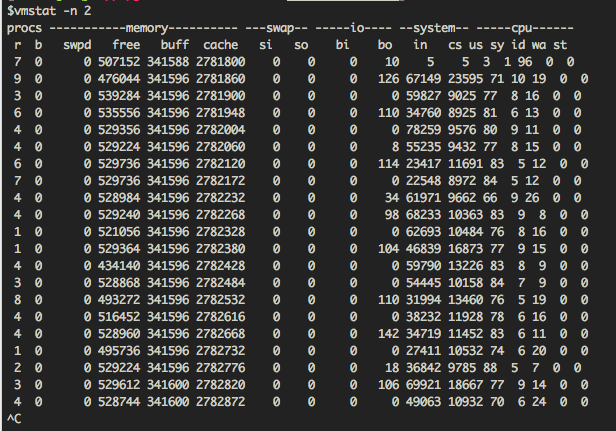 $vmstat -n 2
procs -----------memory---------- ---swap-- -----io---- --system-- -----cpu------
r b swpd free buff cache si so bi bo in cs us sy id wa st
7 0 0 507152 341588 2781800 0 0 0 10 5 5 3 1 96 0 0
9 0 0 476044 341596 2781860 0 0 0 126 67149 23595 71 10 19 0 0
3 0 0 539284 341596 2781900 0 0 0 0 59827 9025 77 8 16 0 0
6 0 0 535556 341596 2781948 0 0 0 110 34760 8925 81 6 13 0 0
4 0 0 529356 341596 2782004 0 0 0 0 78259 9576 80 9 11 0 0
4 0 0 529224 341596 2782060 0 0 0 8 55235 9432 77 8 15 0 0
6 0 0 529736 341596 2782120 0 0 0 114 23417 11691 83 5 12 0 0
7 0 0 529736 341596 2782172 0 0 0 0 22548 8972 84 5 12 0 0
4 0 0 528984 341596 2782232 0 0 0 34 61971 9662 66 9 26 0 0
4 0 0 529240 341596 2782268 0 0 0 98 68233 10363 83 9 8 0 0
1 0 0 521056 341596 2782328 0 0 0 0 62693 10484 76 8 16 0 0
1 0 0 529364 341596 2782380 0 0 0 104 46839 16873 77 9 15 0 0
4 0 0 434140 341596 2782428 0 0 0 0 59790 13226 83 8 9 0 0
3 0 0 528868 341596 2782484 0 0 0 0 54445 10158 84 7 9 0 0
8 0 0 493272 341596 2782532 0 0 0 110 31994 13460 76 5 19 0 0
4 0 0 516452 341596 2782616 0 0 0 0 38232 11928 78 6 16 0 0
4 0 0 528960 341596 2782668 0 0 0 142 34719 11452 83 6 11 0 0
1 0 0 495736 341596 2782732 0 0 0 0 27411 10532 74 6 20 0 0
2 0 0 529224 341596 2782776 0 0 0 18 36842 9785 88 5 7 0 0
3 0 0 529612 341600 2782820 0 0 0 106 69921 18667 77 9 14 0 0
4 0 0 528744 341600 2782872 0 0 0 0 49063 10932 70 6 24 0 0
^C